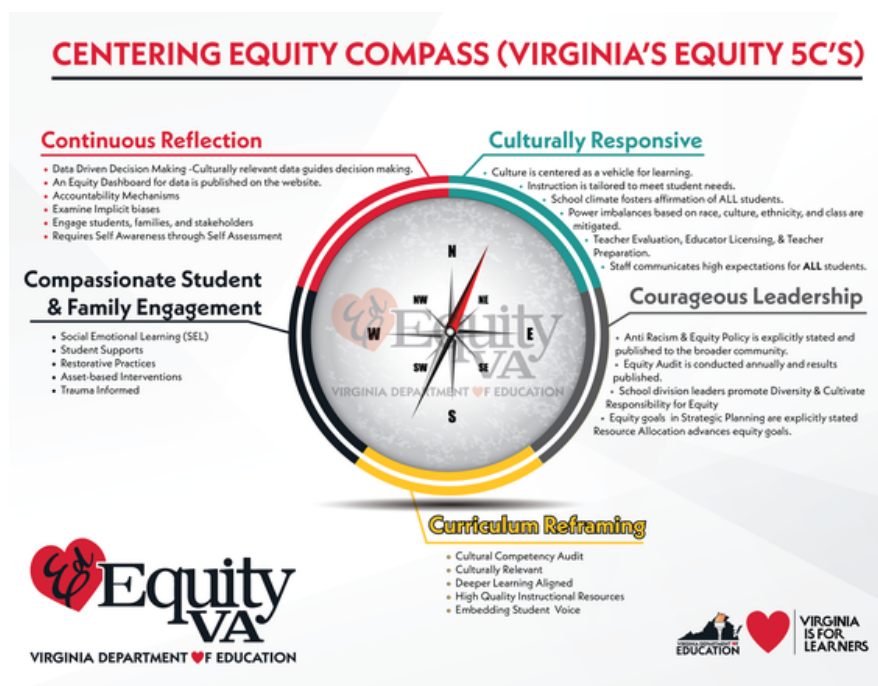 CENTERING EQUITY COMPASS (VIRGINIA'S EQUITY 5C'S)
Continuous Reflection
• Data Driven Decision Making -Culturally relevant data guides decision making.
• An Equity Dashboard for data is published on the website.
• Accountability Mechanisms
• Examine Implicit biases
• Engage students, families, and stakeholders
• Requires Self Awareness through Self Assessment
Culturally Responsive
• Culture is centered as a vehicle for learning.
• Instruction is tailored to meet student needs.
• School climate fosters affirmation of ALL students.
• Power imbalances based on race, culture, ethnicity, and class are
mitigated.
• Teacher Evaluation, Educator Licensing, & Teacher
Preparation.
• Staff communicates high expectations for ALL students.
Compassionate Student
& Family Engagement
• Social Emotional Learning (SEL)
• Student Supports
• Restorative Practices
• Asset-based Interventions
• Trauma Informed
N
NW
NE
W
E
SW
SE
S
Ed
Equity
VA
VIRGINIA DEPARTMENT OF EDUCATION
Courageous Leadership
• Anti Racism & Equity Policy is explicitly stated and
published to the broader community.
• Equity Audit is conducted annually and results
published.
• School division leaders promote Diversity & Cultivate
Responsibility for Equity
• Equity goals in Strategic Planning are explicitly stated
Resource Allocation advances equity goals.
Curriculum Reframing
• Cultural Competency Audit
• Culturally Relevant
• Deeper Learning Aligned
• High Quality Instructional Resources
• Embedding Student Voice
Ed
Equity
VA
VIRGINIA DEPARTMENT OF EDUCATION
VIRGINIA DEPARTMENT OF
EDUCATION
VIRGINIA
IS FOR
LEARNERS